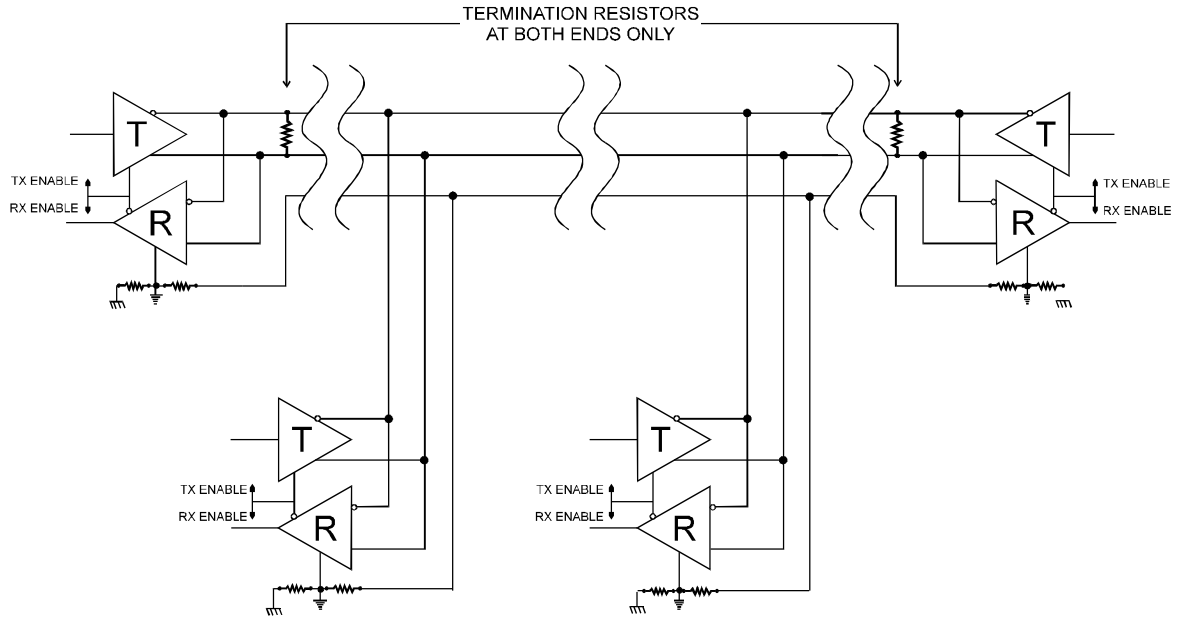 TERMINATION RESISTORS
AT BOTH ENDS ONLY
T
T
TX ENABLE
RX ENABLE
R
R
TX ENABLE
RX ENABLE
T
T
TX ENABLE
RX ENABLE
R
TX ENABLE
RX ENABLE
R